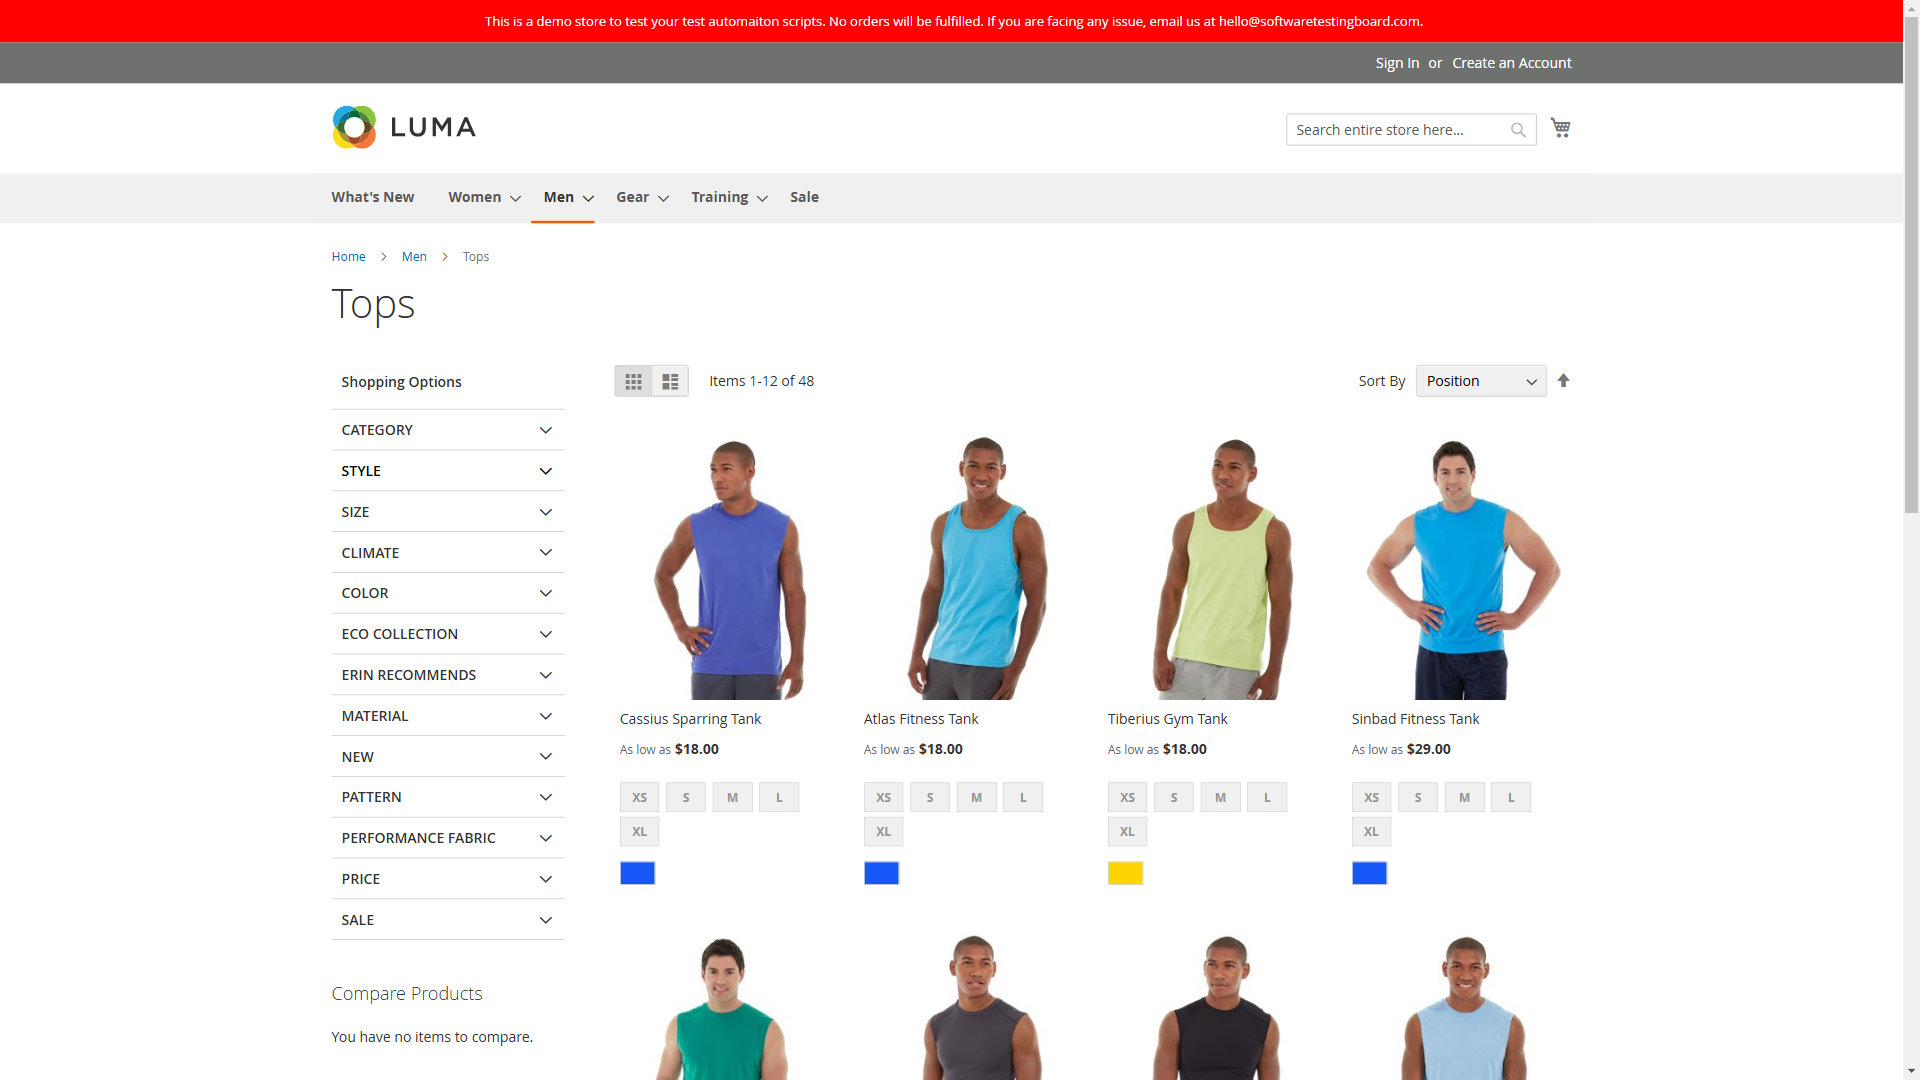 This is a demo store to test your test automaiton scripts. No orders will be fulfilled. If you are facing any issue, email us at hello@softwaretestingboard.com.
Sign In or Create an Account
LUMA
Search entire store here...
What's New Women Men Gear Training Sale
Home Men Tops
Tops
Shopping Options
CATEGORY
STYLE
SIZE
CLIMATE
COLOR
ECO COLLECTION
ERIN RECOMMENDS
MATERIAL
NEW
PATTERN
PERFORMANCE FABRIC
PRICE
SALE
Compare Products
You have no items to compare.
Items 1-12 of 48
Sort By Position
Cassius Sparring Tank
As low as $18.00
XS S M L
XL
Atlas Fitness Tank
As low as $18.00
XS S M L
XL
Tiberius Gym Tank
As low as $18.00
XS S M L
XL
Sinbad Fitness Tank
As low as $29.00
XS S M L
XL